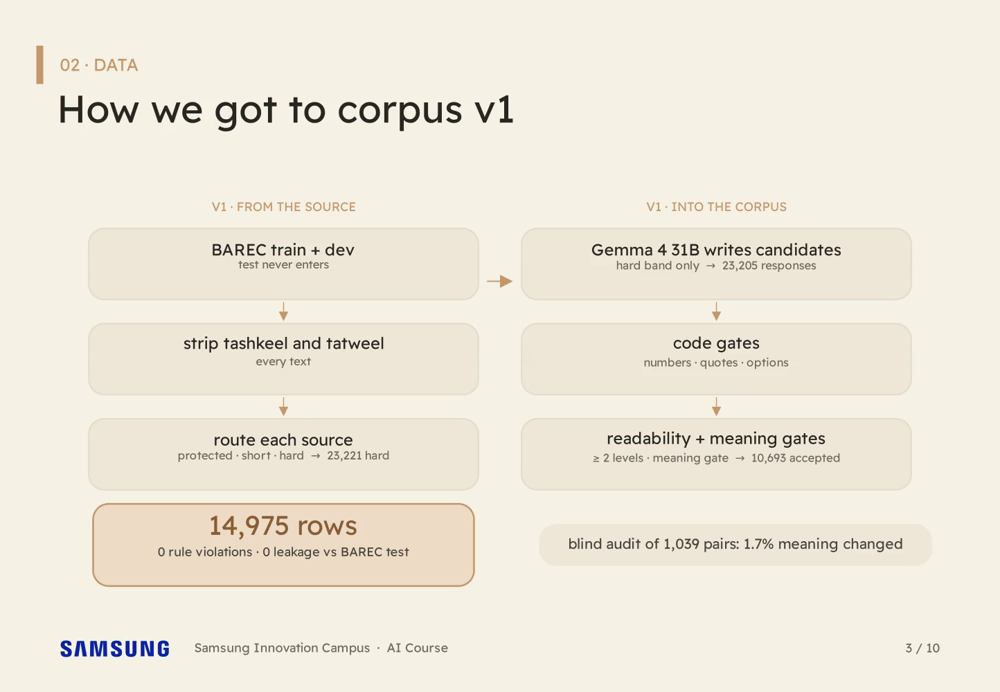 02 · DATA
How we got to corpus v1
V1 · FROM THE SOURCE
BAREC train + dev
test never enters
strip tashkeel and tatweel
every text
route each source
protected · short · hard → 23,221 hard
14,975 rows
0 rule violations · 0 leakage vs BAREC test
V1 · INTO THE CORPUS
Gemma 4 31B writes candidates
hard band only → 23,205 responses
code gates
numbers · quotes · options
readability + meaning gates
≥ 2 levels · meaning gate → 10,693 accepted
blind audit of 1,039 pairs: 1.7% meaning changed
SAMSUNG
Samsung Innovation Campus · AI Course
3 / 10